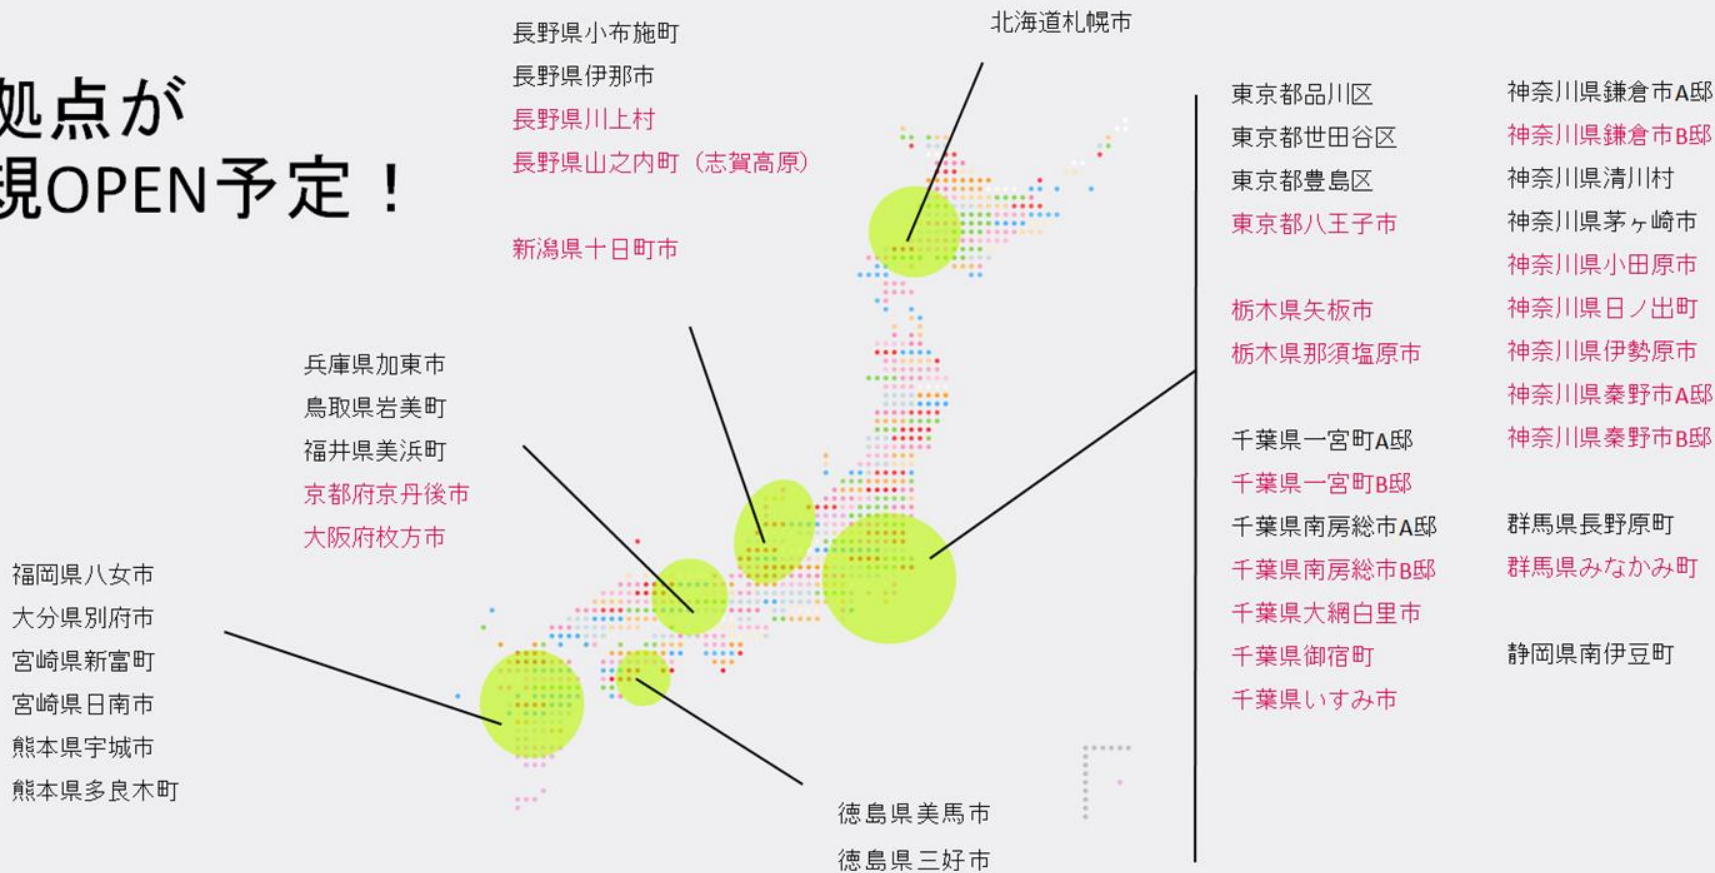 拠点が
規OPEN予定！
長野県小布施町
長野県伊那市
長野県川上村
長野県山之内町（志賀高原）
新潟県十日町市
北海道札幌市
兵庫県加東市
鳥取県岩美町
福井県美浜町
京都府京丹後市
大阪府枚方市
福岡県八女市
大分県別府市
宮崎県新富町
宮崎県日南市
熊本県宇城市
熊本県多良木町
徳島県美馬市
徳島県三好市
東京都品川区
東京都世田谷区
東京都豊島区
東京都八王子市
栃木県矢板市
栃木県那須塩原市
千葉県一宮町A邸
千葉県一宮町B邸
千葉県南房総市A邸
千葉県南房総市B邸
千葉県大網白里市
千葉県御宿町
千葉県いすみ市
神奈川県鎌倉市A邸
神奈川県鎌倉市B邸
神奈川県清川村
神奈川県茅ヶ崎市
神奈川県小田原市
神奈川県日ノ出町
神奈川県伊勢原市
神奈川県秦野市A邸
神奈川県秦野市B邸
群馬県長野原町
群馬県みなかみ町
静岡県南伊豆町